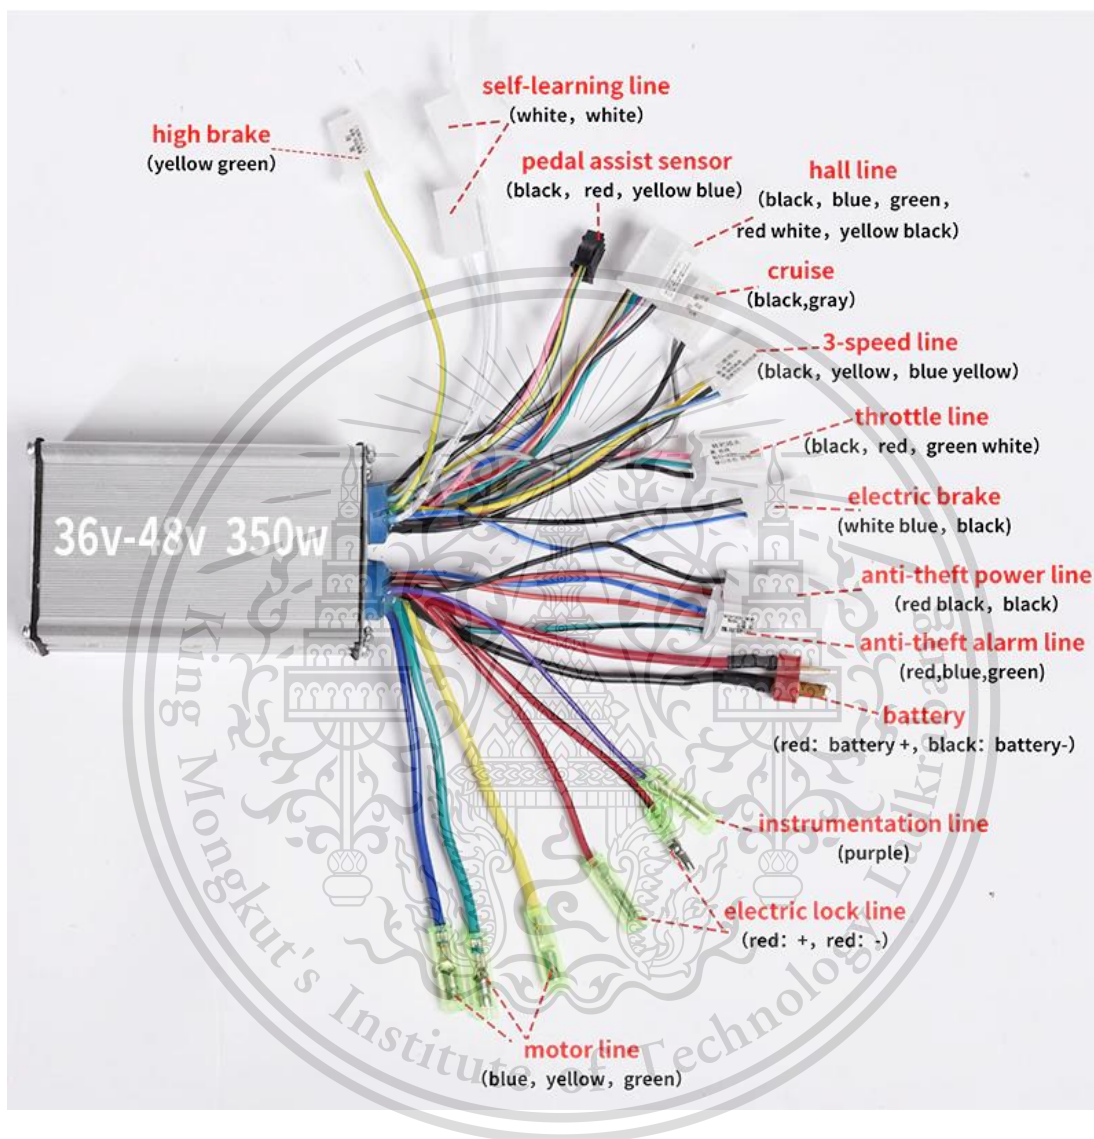 self-learning line
(white, white)
high brake
(yellow green)
pedal assist sensor
(black, red, yellow blue)
hall line
(black, blue, green,
red white, yellow black)
cruise
(black,gray)
3-speed line
(black, yellow, blue yellow)
throttle line
(black, red, green white)
electric brake
(white blue, black)
36v-48v 350w
anti-theft power line
(red black, black)
anti-theft alarm line
(red,blue,green)
battery
(red: battery +, black: battery-)
instrumentation line
(purple)
electric lock line
(red: +, red: -)
motor line
(blue, yellow, green)
King Mongkut's Institute of Technology Ladkrabang